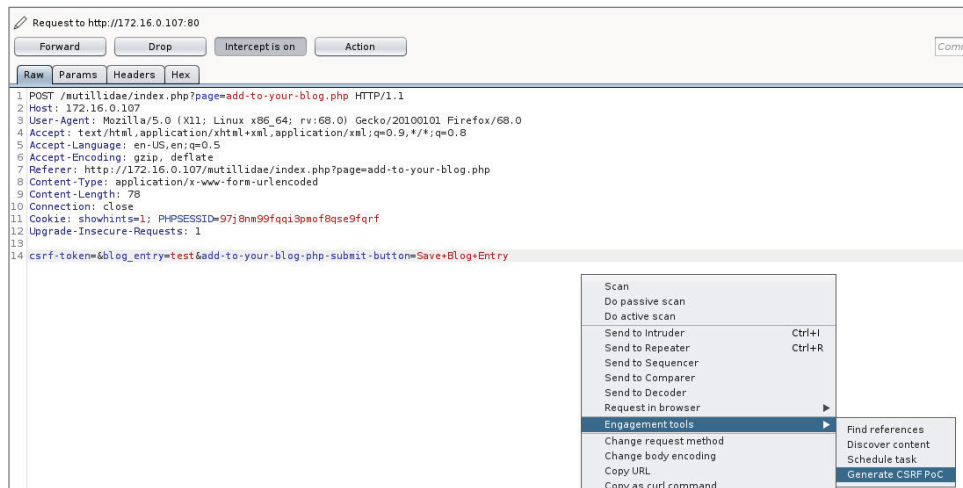 Request to http://172.16.0.107:80
Forward Drop Intercept is on Action
Raw Params Headers Hex
1 POST /mutillidae/index.php?page=add-to-your-blog.php HTTP/1.1
2 Host: 172.16.0.107
3 User-Agent: Mozilla/5.0 (X11; Linux x86_64; rv:68.0) Gecko/20100101 Firefox/68.0
4 Accept: text/html,application/xhtml+xml,application/xml;q=0.9,*/*;q=0.8
5 Accept-Language: en-US,en;q=0.5
6 Accept-Encoding: gzip, deflate
7 Referer: http://172.16.0.107/mutillidae/index.php?page=add-to-your-blog.php
8 Content-Type: application/x-www-form-urlencoded
9 Content-Length: 78
10 Connection: close
11 Cookie: showhints=1; PHPSESSID=97j8nm99fqqi3pmof8qse9fqrf
12 Upgrade-Insecure-Requests: 1
13
14 csrf-token=&blog_entry=test&add-to-your-blog-php-submit-button=Save+Blog+Entry
Scan
Do passive scan
Do active scan
Send to Intruder Ctrl+I
Send to Repeater Ctrl+R
Send to Sequencer
Send to Comparer
Send to Decoder
Request in browser
Engagement tools
Change request method
Change body encoding
Copy URL
Copy as curl command
Find references
Discover content
Schedule task
Generate CSRF PoC